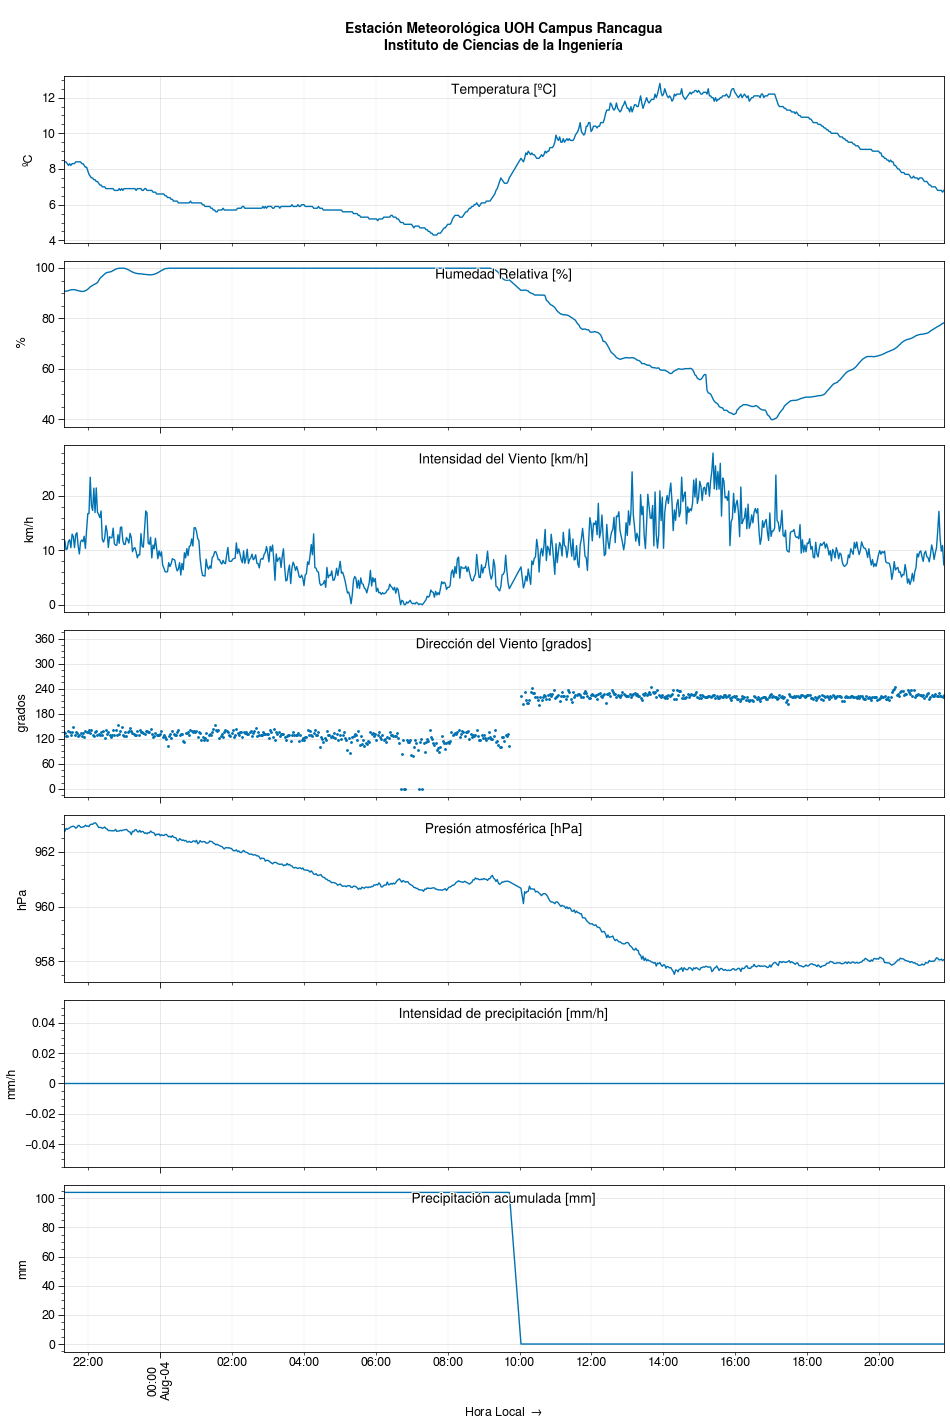 Estación Meteorológica UOH Campus Rancagua
Instituto de Ciencias de la Ingeniería
Temperatura [ºC]
12
10
8
6
4
ºC
Humedad Relativa [%]
100
80
60
40
%
Intensidad del Viento [km/h]
20
10
0
km/h
Dirección del Viento [grados]
360
300
240
180
120
60
0
grados
Presión atmosférica [hPa]
962
960
958
hPa
Intensidad de precipitación [mm/h]
0.04
0.02
0
−0.02
−0.04
mm/h
Precipitación acumulada [mm]
100
80
60
40
20
0
mm
22:00
00:00
Aug-04
02:00
04:00
06:00
08:00
10:00
12:00
14:00
16:00
18:00
20:00
Hora Local →